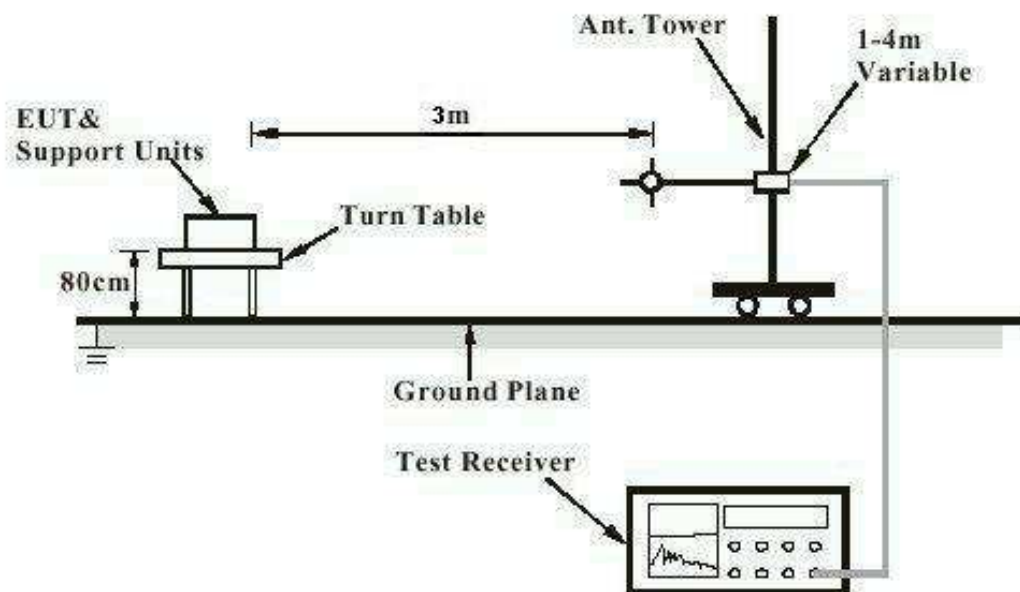 Ant. Tower
1-4m
Variable
3m
EUT&
Support Units
Turn Table
80cm
Ground Plane
Test Receiver